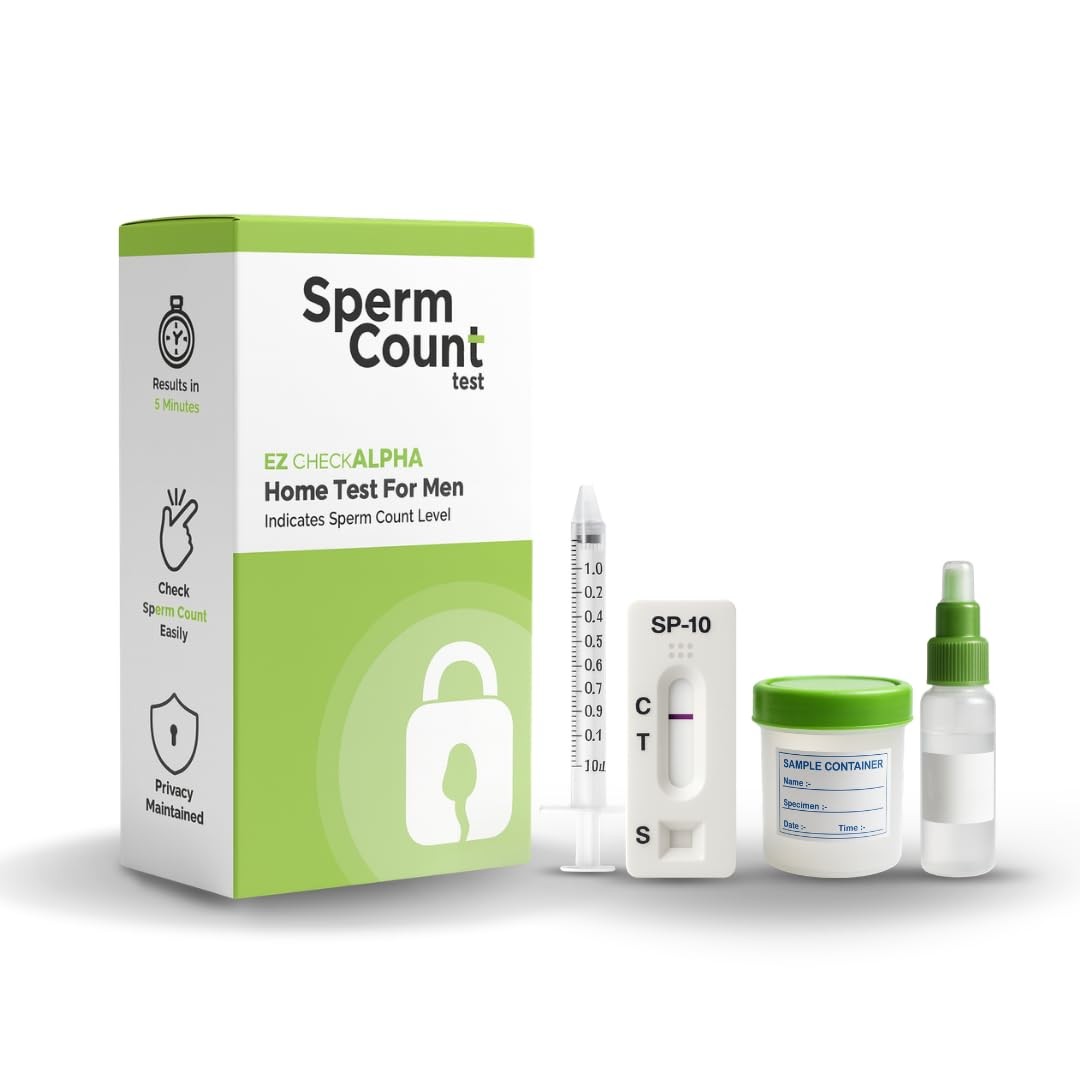 Sperm
Count
test
EZ CHECKALPHA
Home Test For Men
Indicates Sperm Count Level
Results in
5 Minutes
Check
Sperm Count
Easily
Privacy
Maintained
1.0
0.2
0.4
0.5
0.6
0.7
0.9
0.1
SP-10
C
T
S
SAMPLE CONTAINER
Name :-
Specimen :-
Date :- Time :-